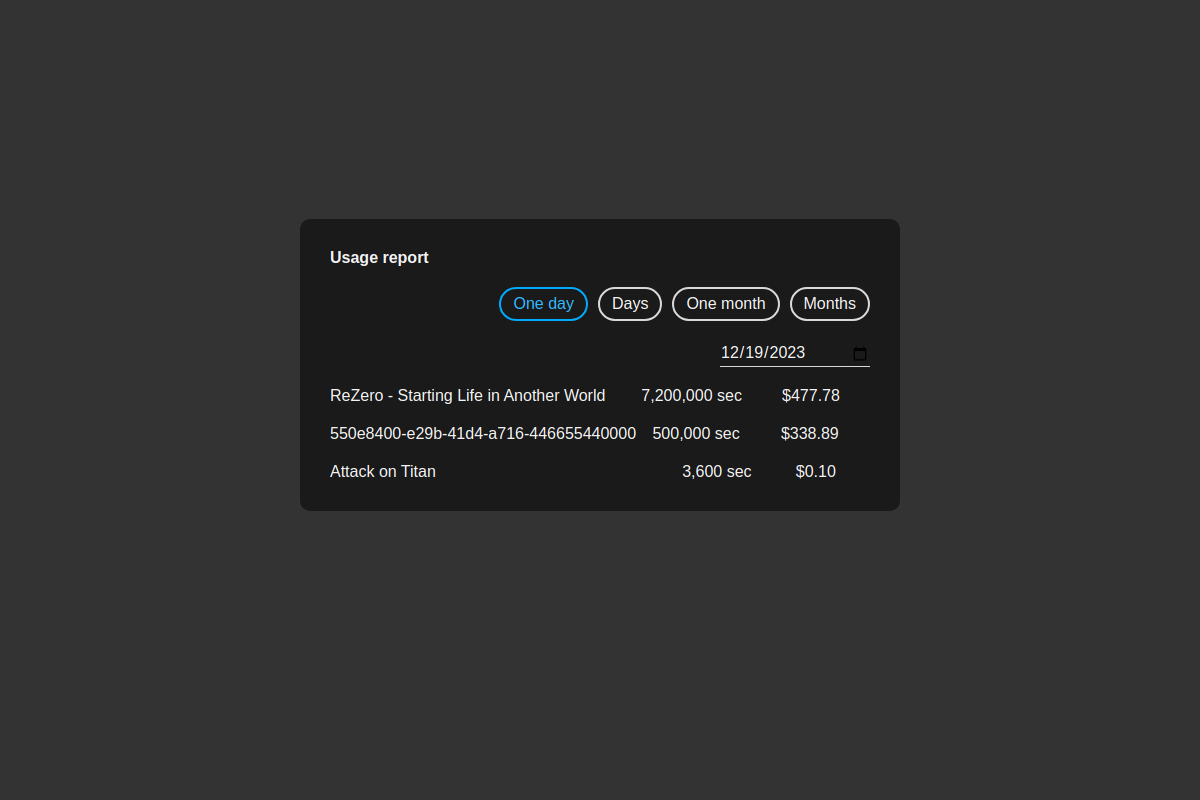 Usage report
One day Days One month Months
12/19/2023
ReZero - Starting Life in Another World 7,200,000 sec $477.78
550e8400-e29b-41d4-a716-446655440000 500,000 sec $338.89
Attack on Titan 3,600 sec $0.10